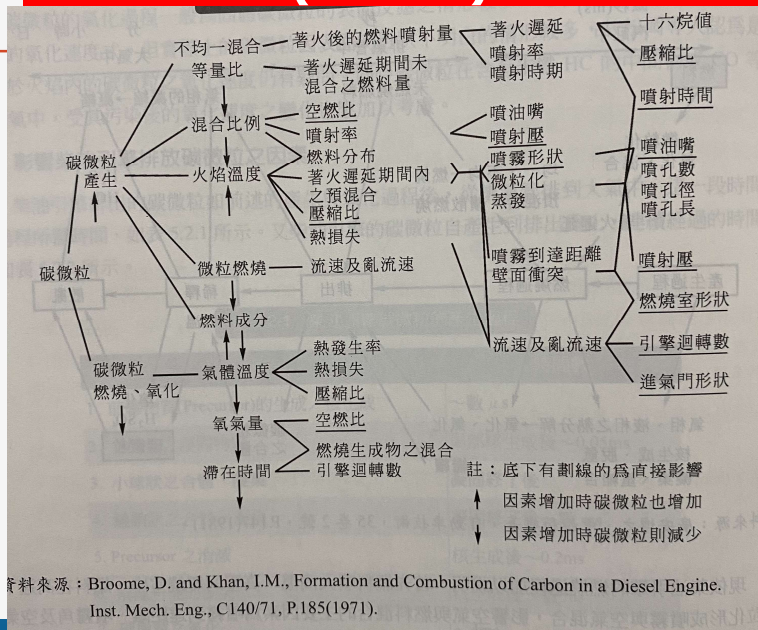 不均一混合
等量比
著火後的燃料噴射量
著火遲延
噴射率
噴射時期
十六烷值
壓縮比
噴射時間
著火遲延期間未
混合之燃料量
混合比例
空燃比
噴射率
噴油嘴
噴射壓
碳微粒
產生
火焰溫度
燃料分布
著火遲延期間內
之預混合
壓縮比
熱損失
噴霧形狀
微粒化
蒸發
噴油嘴
噴孔數
噴孔徑
噴孔長
噴霧到達距離
壁面衝突
噴射壓
碳微粒
微粒燃燒
流速及亂流速
燃燒室形狀
燃料成分
流速及亂流速
引擎迴轉數
進氣門形狀
碳微粒
燃燒、氧化
氣體溫度
熱發生率
熱損失
壓縮比
氧氣量
空燃比
燃燒生成物之混合
滯在時間
引擎迴轉數
註：底下有劃線的為直接影響
因素增加時碳微粒也增加
因素增加時碳微粒則減少
資料來源：Broome, D. and Khan, I.M., Formation and Combustion of Carbon in a Diesel Engine.
Inst. Mech. Eng., C140/71, P.185(1971).